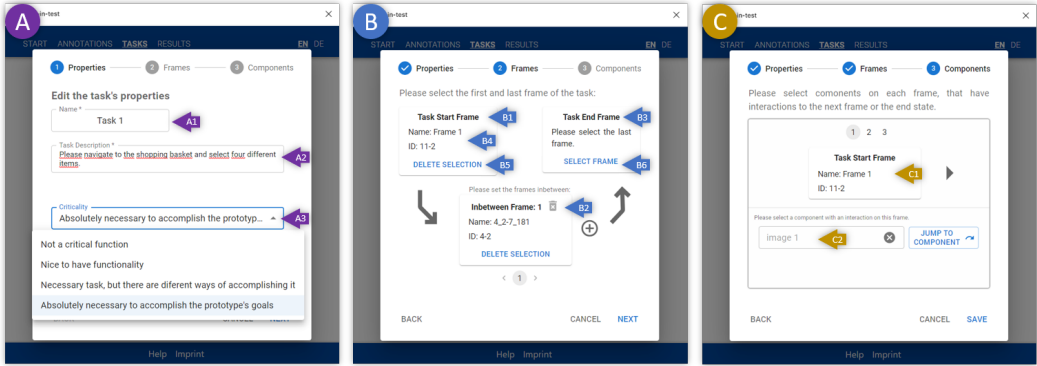 A
in-test
START ANNOTATIONS TASKS RESULTS EN DE
1 Properties 2 Frames 3 Components
Edit the task's properties
Name *
Task 1
A1
Task Description *
Please navigate to the shopping basket and select four different
items.
A2
Criticality
Absolutely necessary to accomplish the prototyp...
A3
Not a critical function
Nice to have functionality
Necessary task, but there are diferent ways of accomplishing it
Absolutely necessary to accomplish the prototype's goals
CANCEL NEXT
Help Imprint
B
in-test
START ANNOTATIONS TASKS RESULTS EN DE
Properties 2 Frames 3 Components
Please select the first and last frame of the task:
Task Start Frame
B1
Name: Frame 1
B4
ID: 11-2
DELETE SELECTION
B5
Task End Frame
B3
Please select the last
frame.
SELECT FRAME
B6
Please set the frames inbetween:
Inbetween Frame: 1
B2
Name: 4_2-7_181
ID: 4-2
DELETE SELECTION
< 1 >
BACK CANCEL NEXT
Help Imprint
C
in-test
START ANNOTATIONS TASKS RESULTS EN DE
Properties Frames 3 Components
Please select comonents on each frame, that have
interactions to the next frame or the end state.
1 2 3
Task Start Frame
Name: Frame 1
C1
ID: 11-2
Please select a component with an interaction on this frame.
image 1
C2
JUMP TO
COMPONENT
BACK CANCEL SAVE
Help Imprint